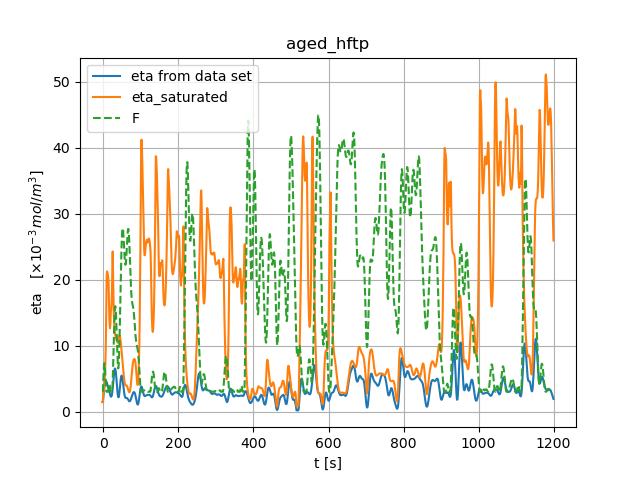 aged_hftp
eta from data set
eta_saturated
F
50
40
30
20
10
0
eta [×10⁻³ mol/m³]
0 200 400 600 800 1000 1200
t [s]